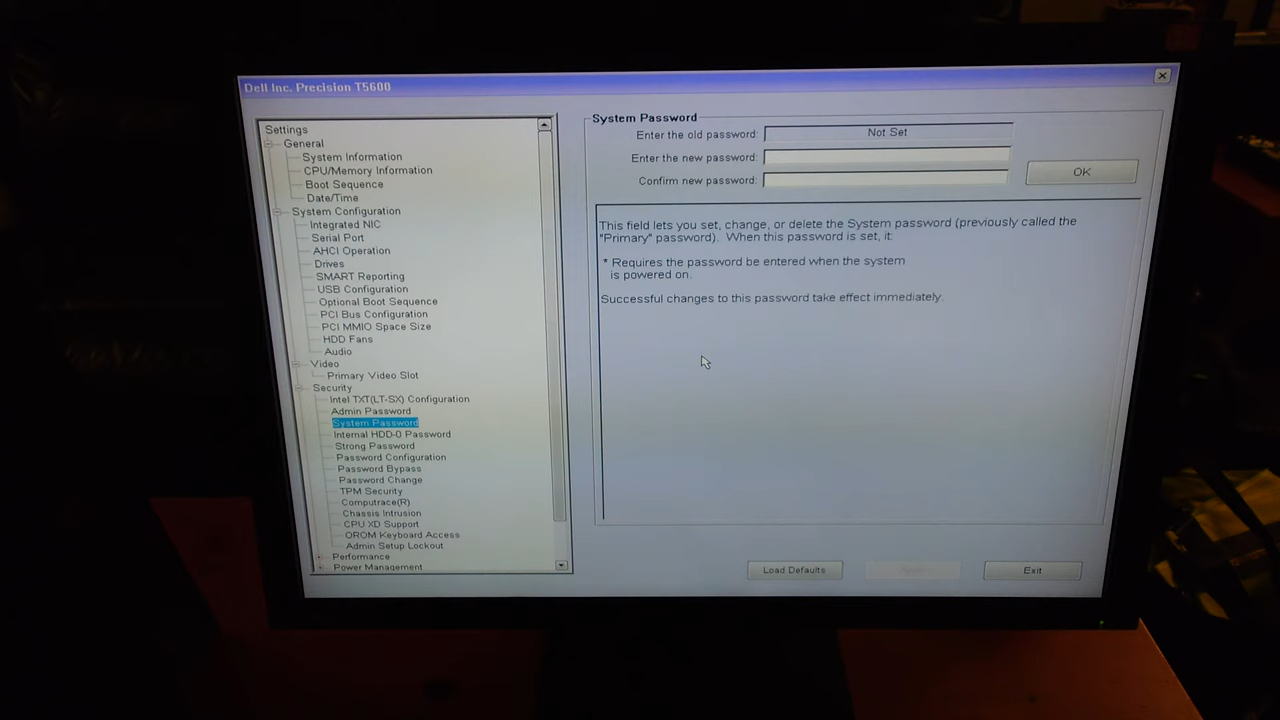 Dell Inc. Precision T5600
Settings
General
System Information
CPU/Memory Information
Boot Sequence
Date/Time
System Configuration
Integrated NIC
Serial Port
AHCI Operation
Drives
SMART Reporting
USB Configuration
Optional Boot Sequence
PCI Bus Configuration
PCI MMIO Space Size
HDD Fans
Audio
Video
Primary Video Slot
Security
Intel TXT(LT-SX) Configuration
Admin Password
System Password
Internal HDD-0 Password
Strong Password
Password Configuration
Password Bypass
Password Change
TPM Security
Computrace(R)
Chassis Intrusion
CPU XD Support
OROM Keyboard Access
Admin Setup Lockout
Performance
Power Management
System Password
Enter the old password: Not Set
Enter the new password:
Confirm new password:
OK
This field lets you set, change, or delete the System password (previously called the
"Primary" password). When this password is set, it:
* Requires the password be entered when the system
is powered on.
Successful changes to this password take effect immediately.
Load Defaults
Exit